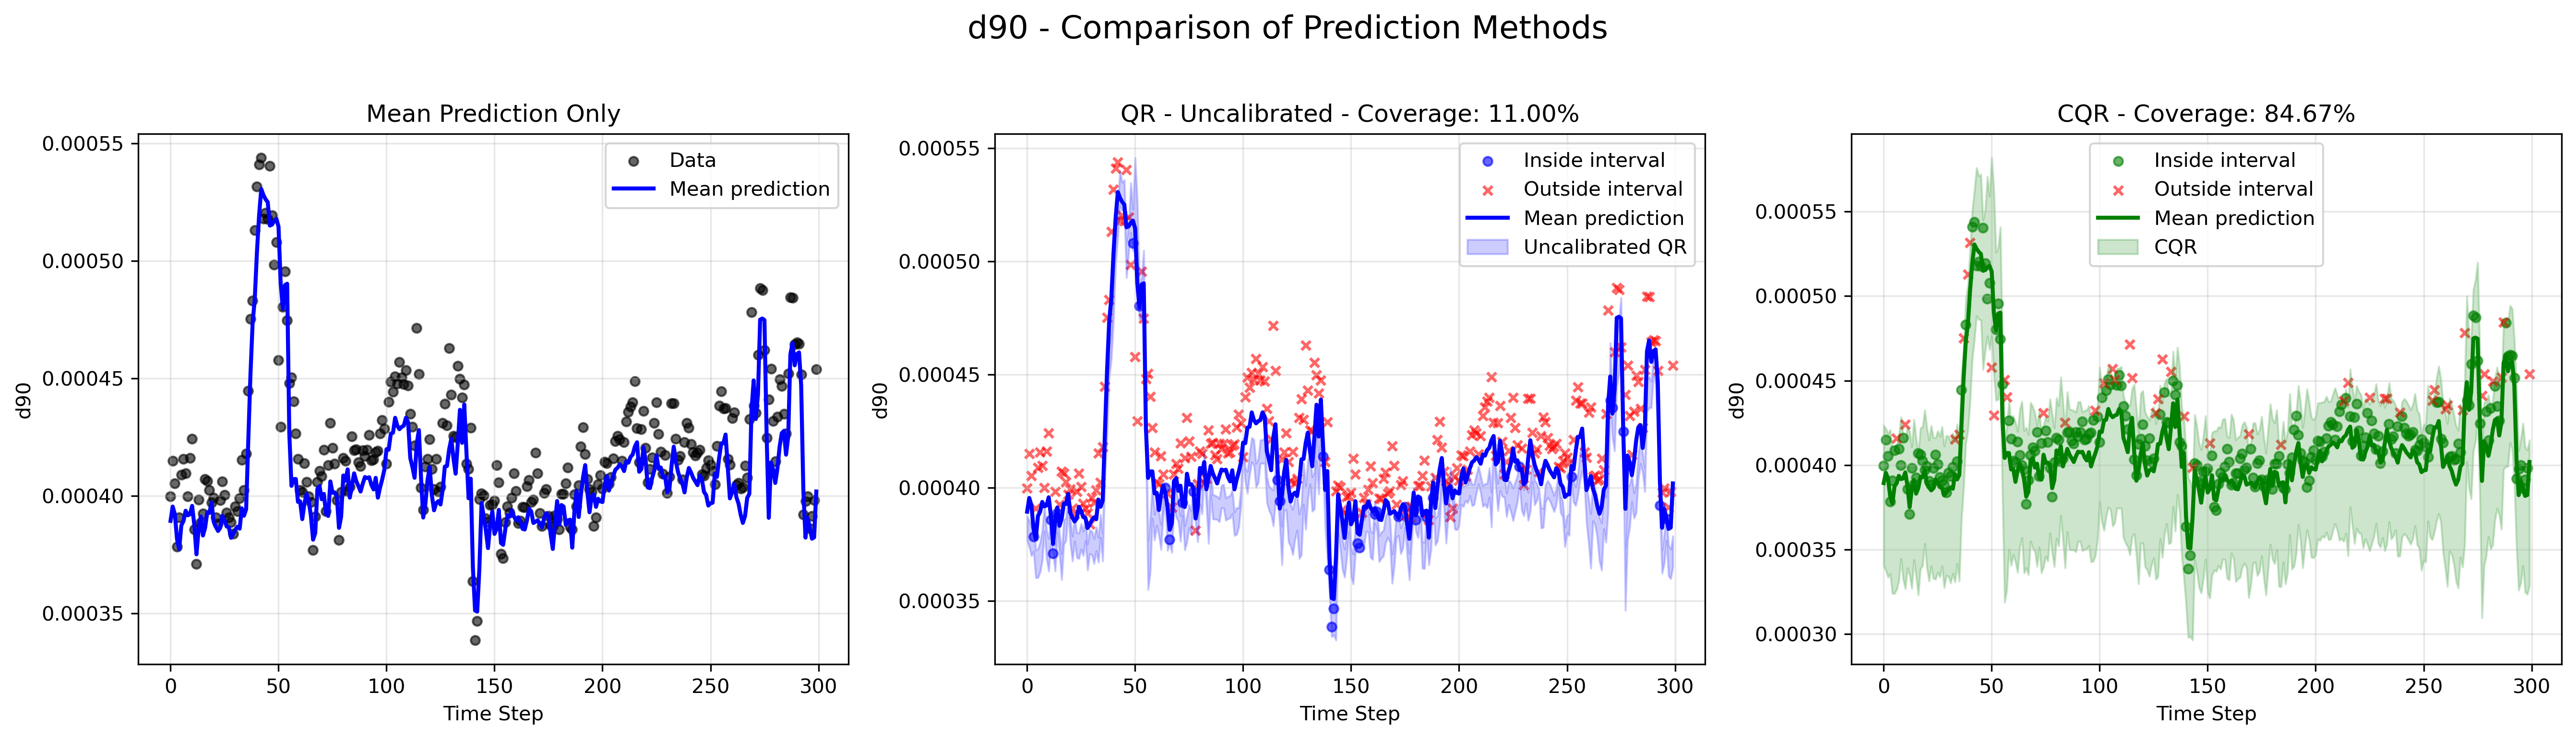 d90 - Comparison of Prediction Methods
Mean Prediction Only
d90
0.00055
0.00050
0.00045
0.00040
0.00035
Data
Mean prediction
0 50 100 150 200 250 300
Time Step
QR - Uncalibrated - Coverage: 11.00%
d90
0.00055
0.00050
0.00045
0.00040
0.00035
Inside interval
Outside interval
Mean prediction
Uncalibrated QR
0 50 100 150 200 250 300
Time Step
CQR - Coverage: 84.67%
d90
0.00055
0.00050
0.00045
0.00040
0.00035
0.00030
Inside interval
Outside interval
Mean prediction
CQR
0 50 100 150 200 250 300
Time Step